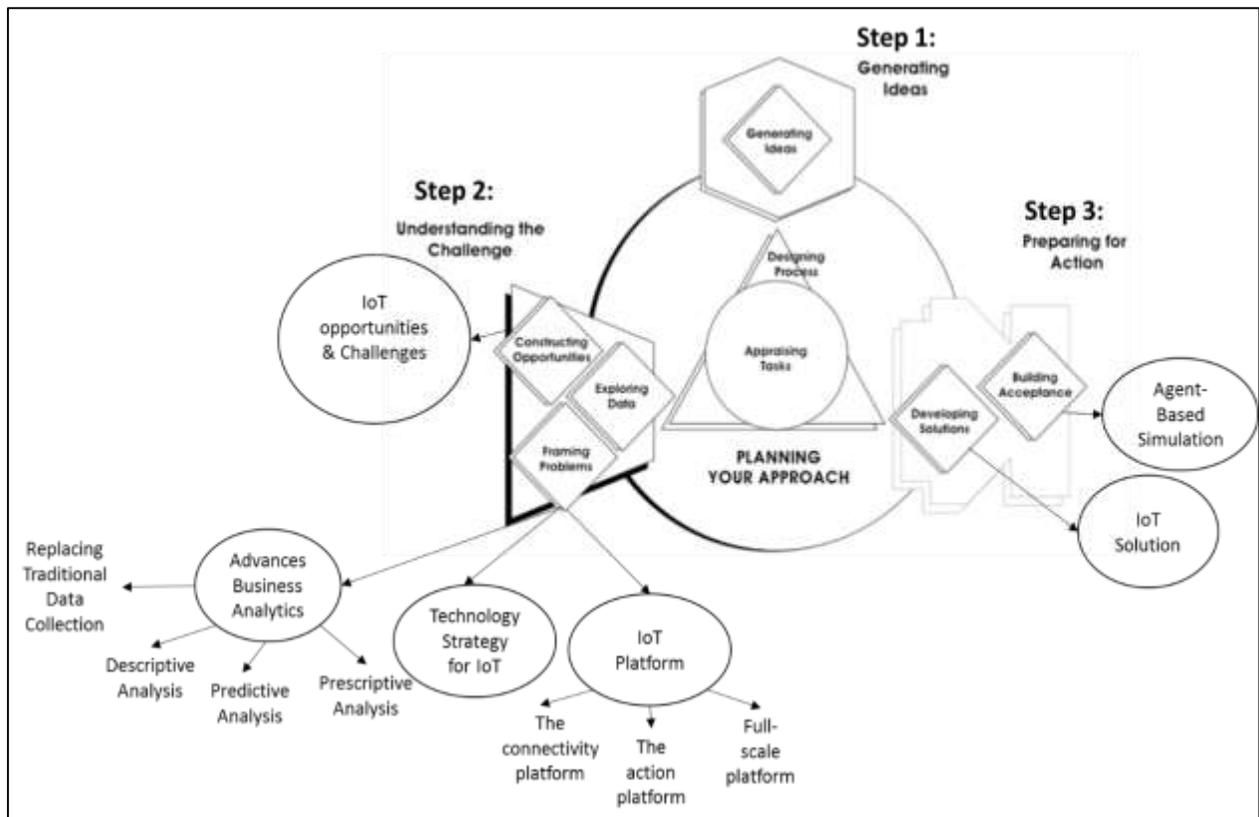 Step 1:
Generating
Ideas
Generating
Ideas
Step 2:
Understanding the
Challenge
Step 3:
Preparing for
Action
Designing
Process
Appraising
Tasks
PLANNING
YOUR APPROACH
IoT
opportunities
& Challenges
Constructing
Opportunities
Exploring
Data
Framing
Problems
Building
Acceptance
Developing
Solutions
Agent-
Based
Simulation
IoT
Solution
Replacing
Traditional
Data
Collection
Advances
Business
Analytics
Descriptive
Analysis
Predictive
Analysis
Prescriptive
Analysis
Technology
Strategy
for IoT
IoT
Platform
The
connectivity
platform
The
action
platform
Full-
scale
platform